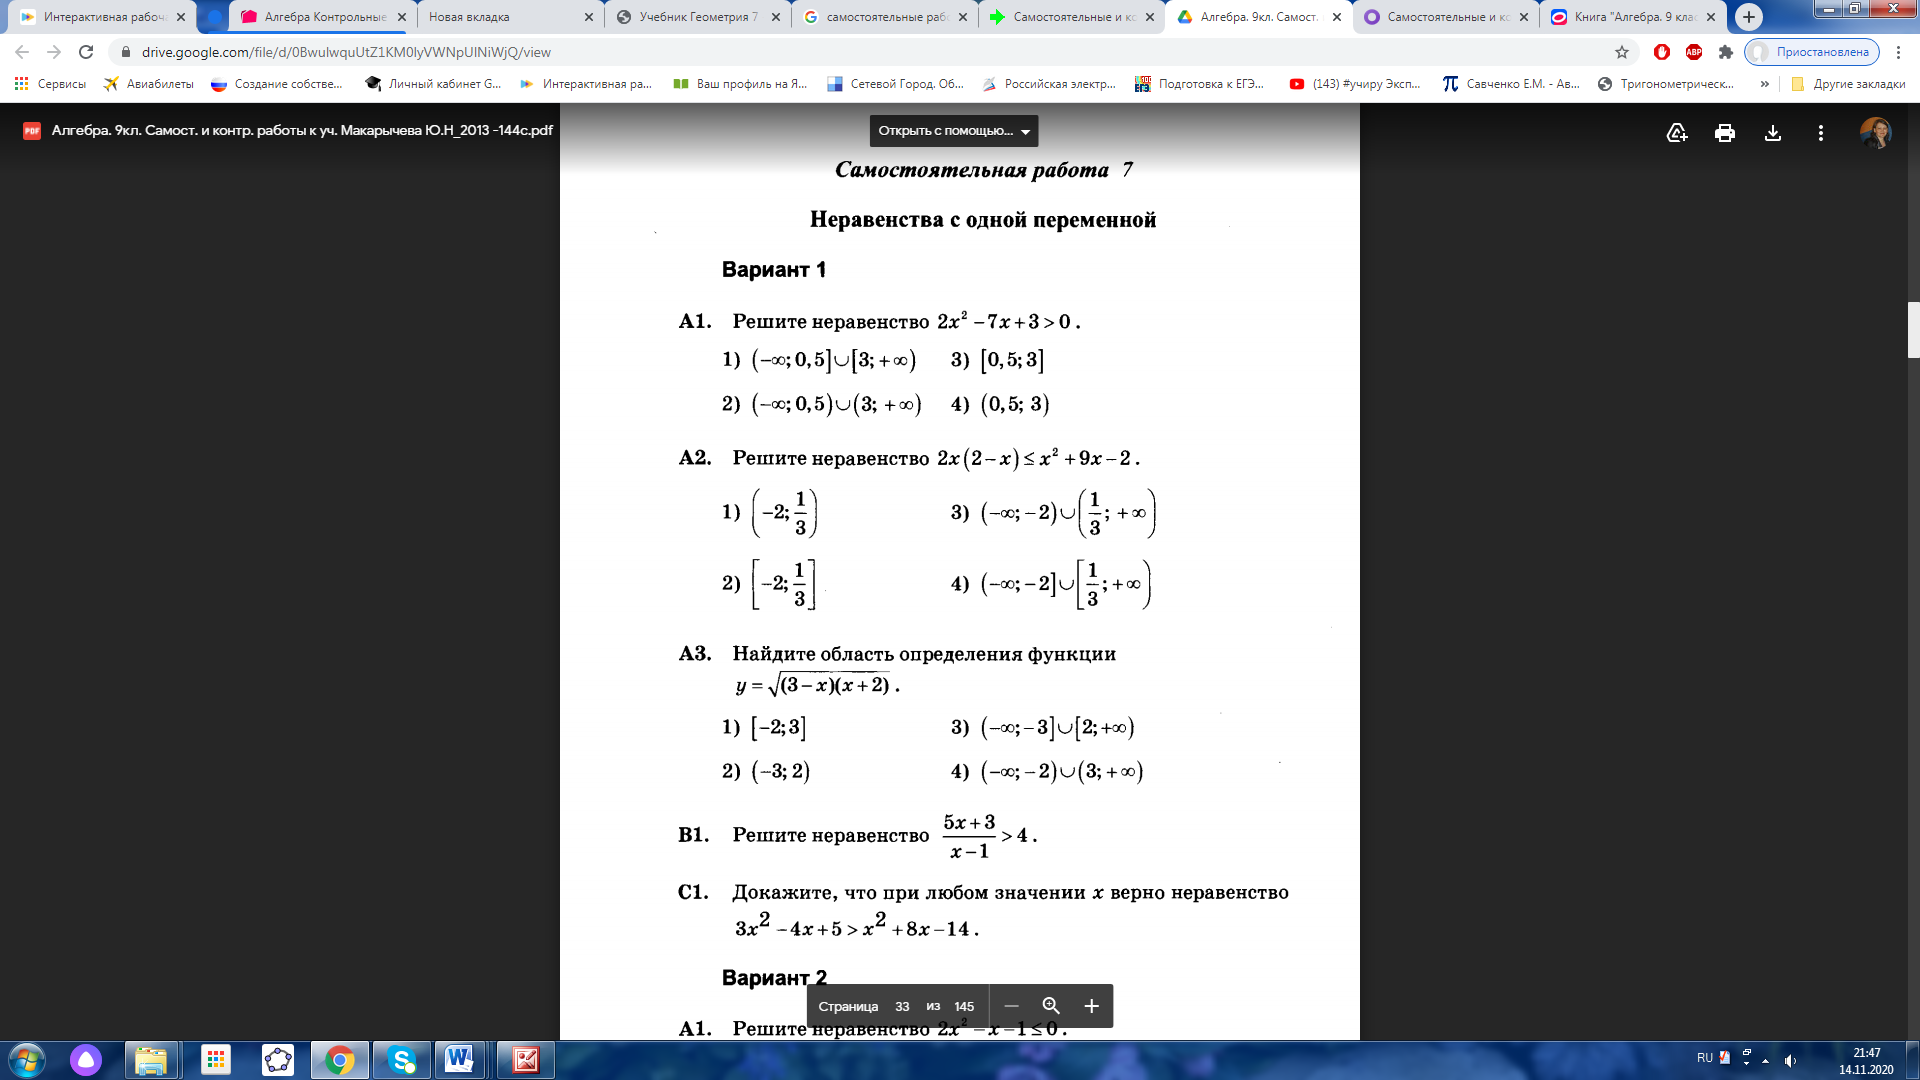 Интерактивная рабоч
Алгебра Контрольные
Новая вкладка
Учебник Геометрия 7
самостоятельные рабо
Самостоятельные и ко
Алгебра. 9кл. Самост.
Самостоятельные и ко
Книга "Алгебра. 9 клас
drive.google.com/file/d/0BwulwquUtZ1KM0lyVWNpUlNiWjQ/view
Приостановлена
Сервисы
Авиабилеты
Создание собстве...
Личный кабинет G...
Интерактивная ра...
Ваш профиль на Я...
Сетевой Город. Об...
Российская электр...
Подготовка к ЕГЭ...
(143) #учиру Эксп...
Савченко Е.М. - Ав...
Тригонометрическ...
»
Другие закладки
PDF Алгебра. 9кл. Самост. и контр. работы к уч. Макарычева Ю.Н_2013 -144с.pdf
Открыть с помощью...
Самостоятельная работа 7
Неравенства с одной переменной
Вариант 1
А1. Решите неравенство 2x² − 7x + 3 > 0 .
1) (−∞; 0,5]∪[3; +∞) 3) [0,5; 3]
2) (−∞; 0,5)∪(3; +∞) 4) (0,5; 3)
А2. Решите неравенство 2x(2 − x) ≤ x² + 9x − 2 .
1) (−2; 1/3) 3) (−∞; −2)∪(1/3; +∞)
2) [−2; 1/3] 4) (−∞; −2]∪[1/3; +∞)
А3. Найдите область определения функции
y = √(3 − x)(x + 2) .
1) [−2; 3] 3) (−∞; −3]∪[2; +∞)
2) (−3; 2) 4) (−∞; −2)∪(3; +∞)
В1. Решите неравенство (5x + 3)/(x − 1) > 4 .
С1. Докажите, что при любом значении x верно неравенство
3x² − 4x + 5 > x² + 8x − 14 .
Вариант 2
Страница 33 из 145
А1. Решите неравенство 2x² − x − 1 ≤ 0 .
RU
21:47
14.11.2020